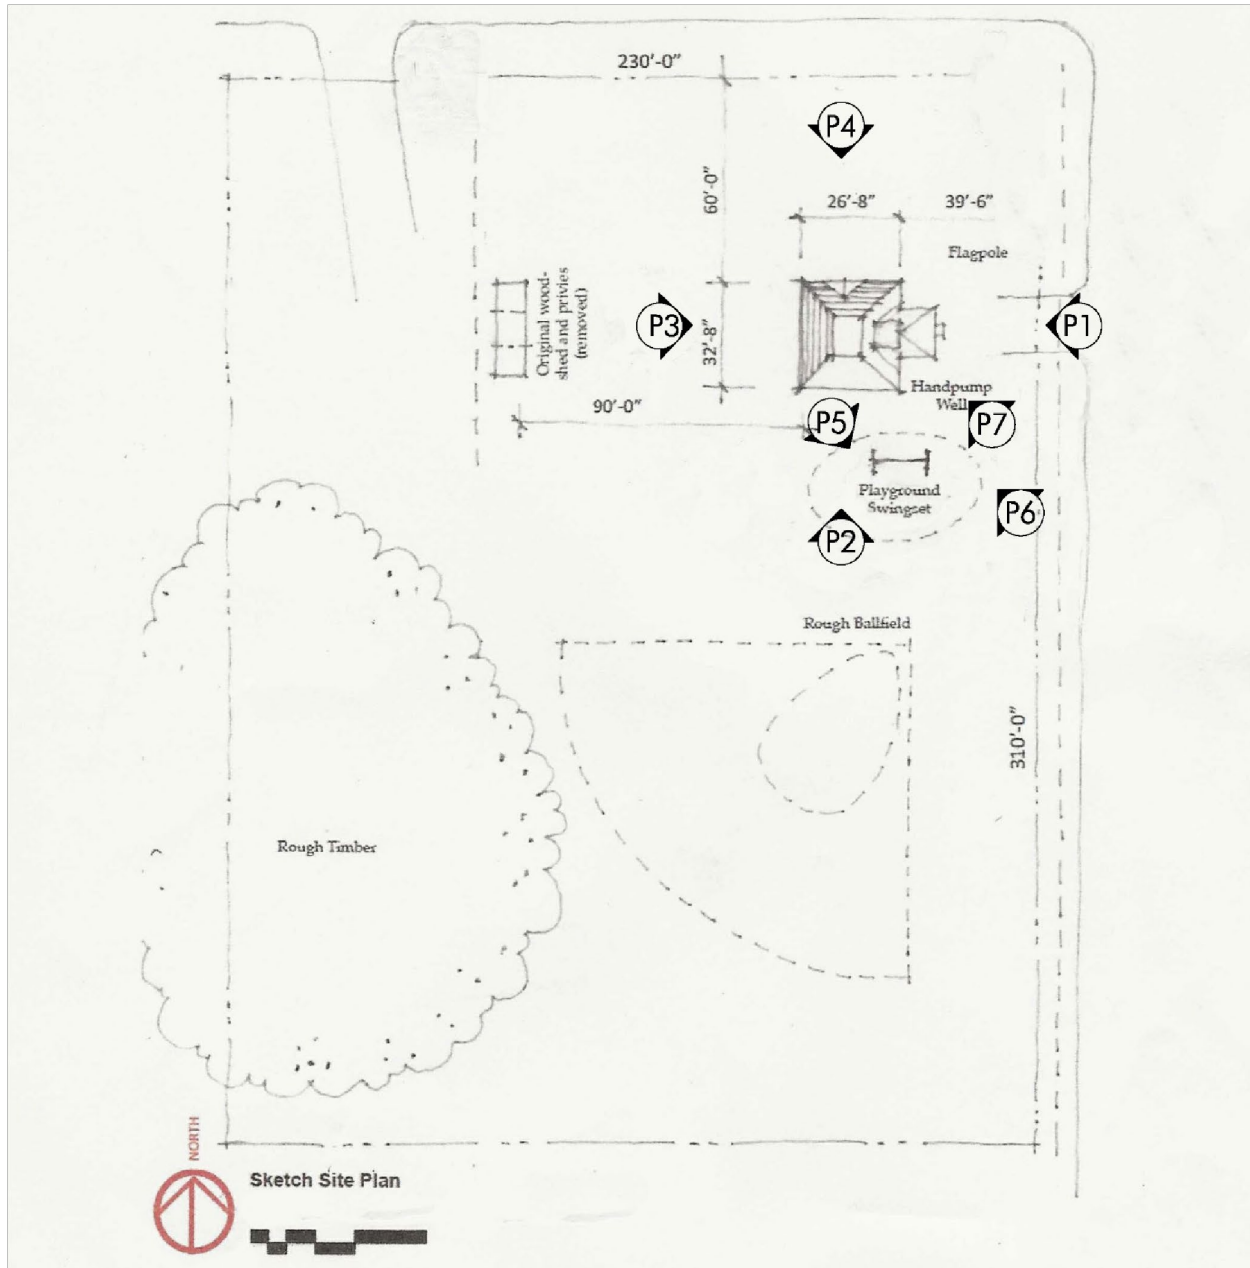 230'-0"
P4
60'-0"
26'-8"
39'-6"
Flagpole
Original wood-
shed and privies
(removed)
P3
32'-8"
P1
Handpump
Well
90'-0"
P5
P7
Playground
Swingset
P6
P2
Rough Ballfield
310'-0"
Rough Timber
NORTH
Sketch Site Plan